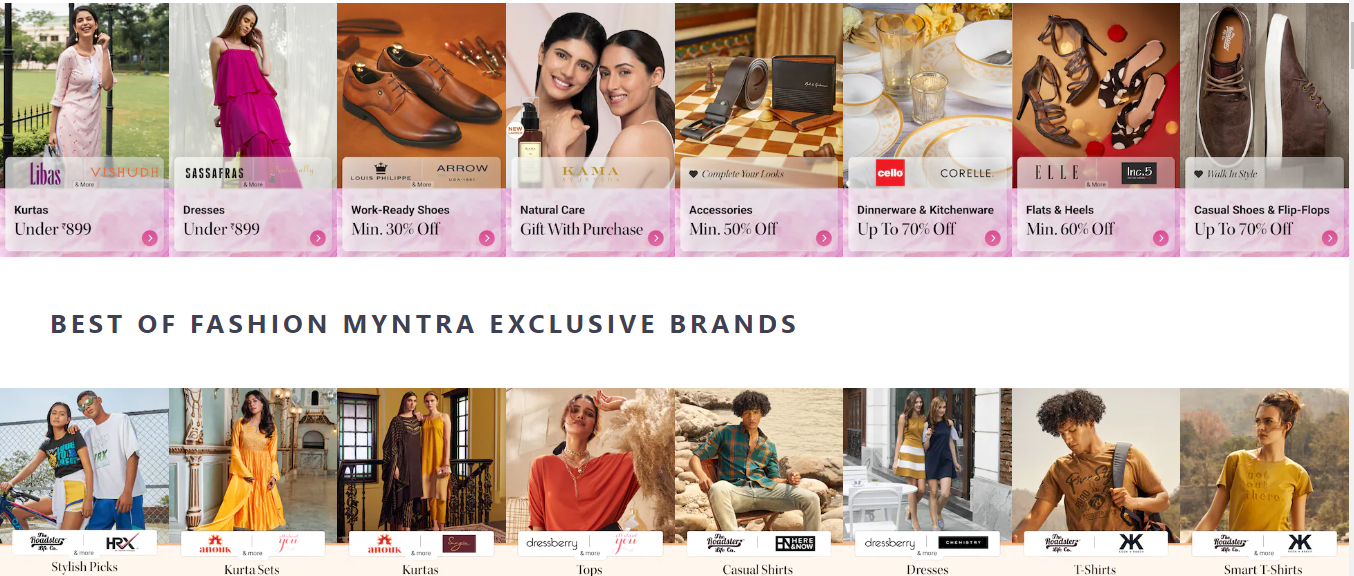 Libas
VISHUDH
& More
Kurtas
Under ₹899
SASSAFRAS
& More
Dresses
Under ₹899
LOUIS PHILIPPE
ARROW
USA•1851
& More
Work-Ready Shoes
Min. 30% Off
NEW
KAMA
AYURVEDA
Natural Care
Gift With Purchase
Complete Your Looks
Accessories
Min. 50% Off
cello
CORELLE
Dinnerware & Kitchenware
Up To 70% Off
ELLE
Inc.5
& More
Flats & Heels
Min. 60% Off
Walk In Style
Casual Shoes & Flip-Flops
Up To 70% Off
BEST OF FASHION MYNTRA EXCLUSIVE BRANDS
The Roadster Life Co.
HRX
& more
Stylish Picks
anouk
all about you
& more
Kurta Sets
anouk
Sangria
& more
Kurtas
dressberry
all about you
Tops
The Roadster Life Co.
HERE & NOW
Casual Shirts
dressberry
CHEMISTRY
& more
Dresses
The Roadster Life Co.
KOOK N KEECH
T-Shirts
The Roadster Life Co.
KOOK N KEECH
& more
Smart T-Shirts